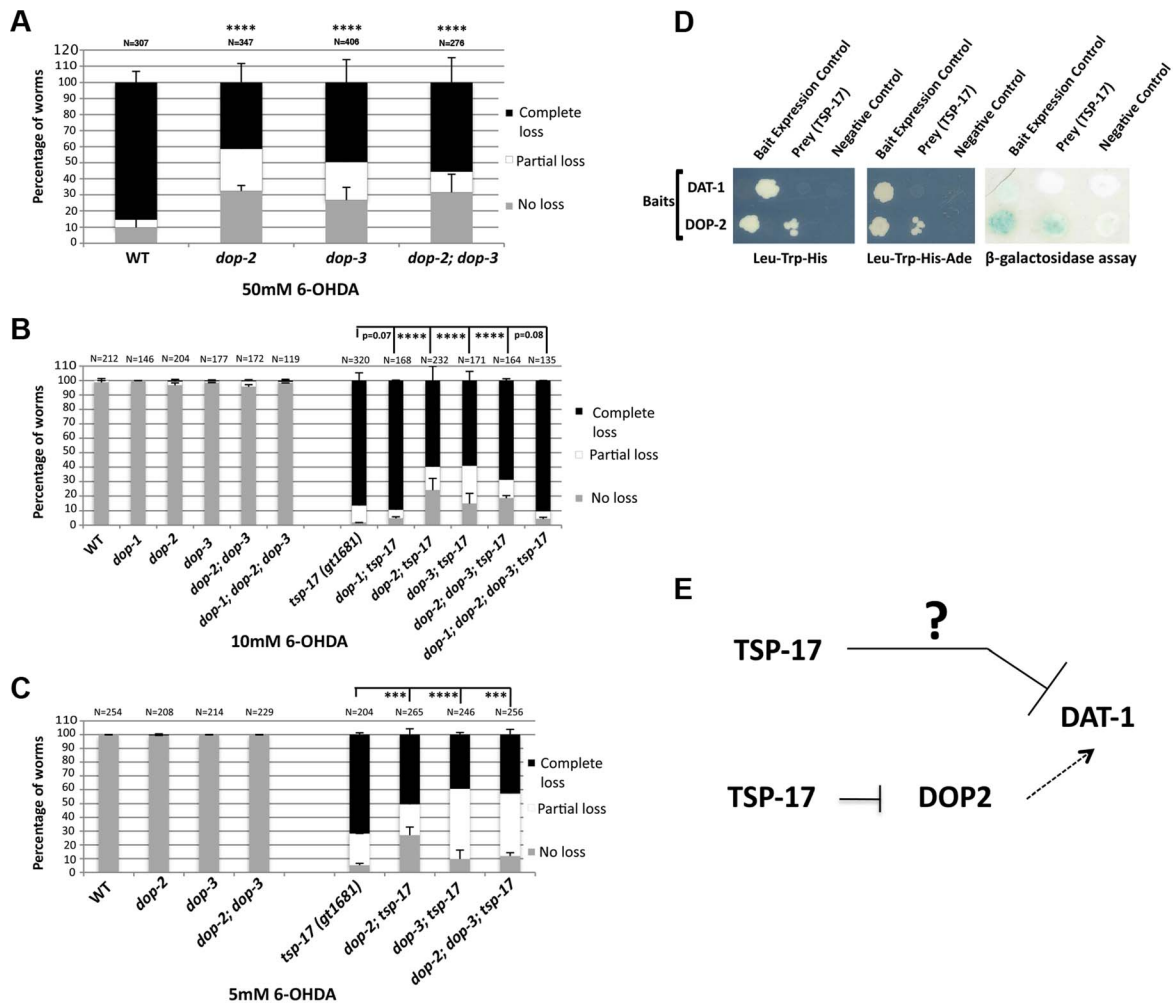 A
**** **** ****
N=307 N=347 N=406 N=276
120
110
100
90
80
70
60
50
40
30
20
10
0
Percentage of worms
Complete loss
Partial loss
No loss
WT dop-2 dop-3 dop-2; dop-3
50mM 6-OHDA
B
p=0.07 **** **** **** p=0.08
N=212 N=146 N=204 N=177 N=172 N=119 N=320 N=168 N=232 N=171 N=164 N=135
110
100
90
80
70
60
50
40
30
20
10
0
Percentage of worms
Complete loss
Partial loss
No loss
WT
dop-1
dop-2
dop-3
dop-2; dop-3
dop-1; dop-2; dop-3
tsp-17 (gt1681)
dop-1; tsp-17
dop-2; tsp-17
dop-3; tsp-17
dop-2; dop-3; tsp-17
dop-1; dop-2; dop-3; tsp-17
10mM 6-OHDA
C
*** **** ***
N=254 N=208 N=214 N=229 N=204 N=265 N=246 N=256
110
100
90
80
70
60
50
40
30
20
10
0
Percentage of worms
Complete loss
Partial loss
No loss
WT
dop-2
dop-3
dop-2; dop-3
tsp-17 (gt1681)
dop-2; tsp-17
dop-3; tsp-17
dop-2; dop-3; tsp-17
5mM 6-OHDA
D
Bait Expression Control
Prey (TSP-17)
Negative Control
Bait Expression Control
Prey (TSP-17)
Negative Control
Bait Expression Control
Prey (TSP-17)
Negative Control
Baits
DAT-1
DOP-2
Leu-Trp-His Leu-Trp-His-Ade β-galactosidase assay
E
?
TSP-17
DAT-1
TSP-17 DOP2